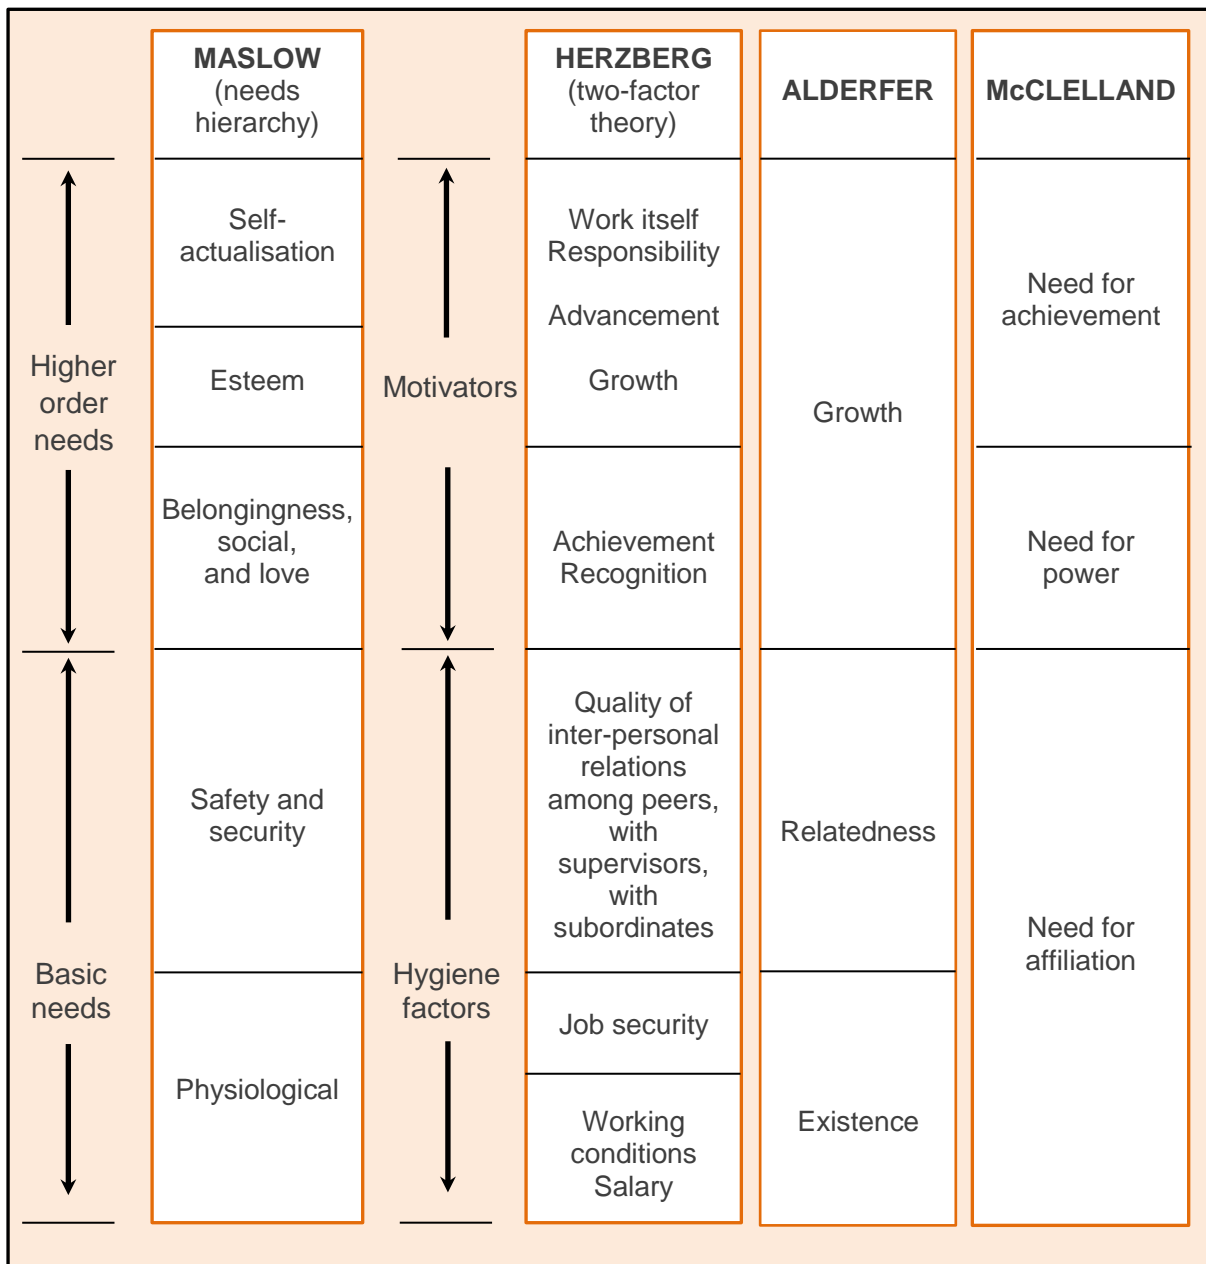 MASLOW
(needs
hierarchy)
HERZBERG
(two-factor
theory)
ALDERFER
McCLELLAND
Higher
order
needs
Self-
actualisation
Esteem
Belongingness,
social,
and love
Motivators
Work itself
Responsibility
Advancement
Growth
Achievement
Recognition
Growth
Need for
achievement
Need for
power
Basic
needs
Safety and
security
Physiological
Hygiene
factors
Quality of
inter-personal
relations
among peers,
with
supervisors,
with
subordinates
Job security
Working
conditions
Salary
Relatedness
Existence
Need for
affiliation